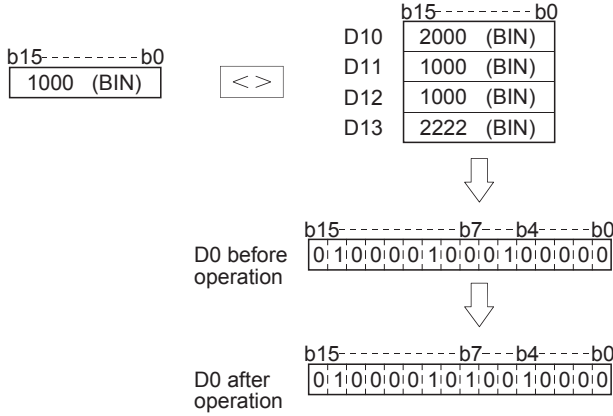 b15 b0
b15 b0
D10 2000 (BIN)
1000 (BIN) < > D11 1000 (BIN)
D12 1000 (BIN)
D13 2222 (BIN)
b15 b7 b4 b0
D0 before
operation
0 1 0 0 0 0 1 0 0 0 1 0 0 0 0 0
b15 b7 b4 b0
D0 after
operation
0 1 0 0 0 0 1 0 1 0 0 1 0 0 0 0